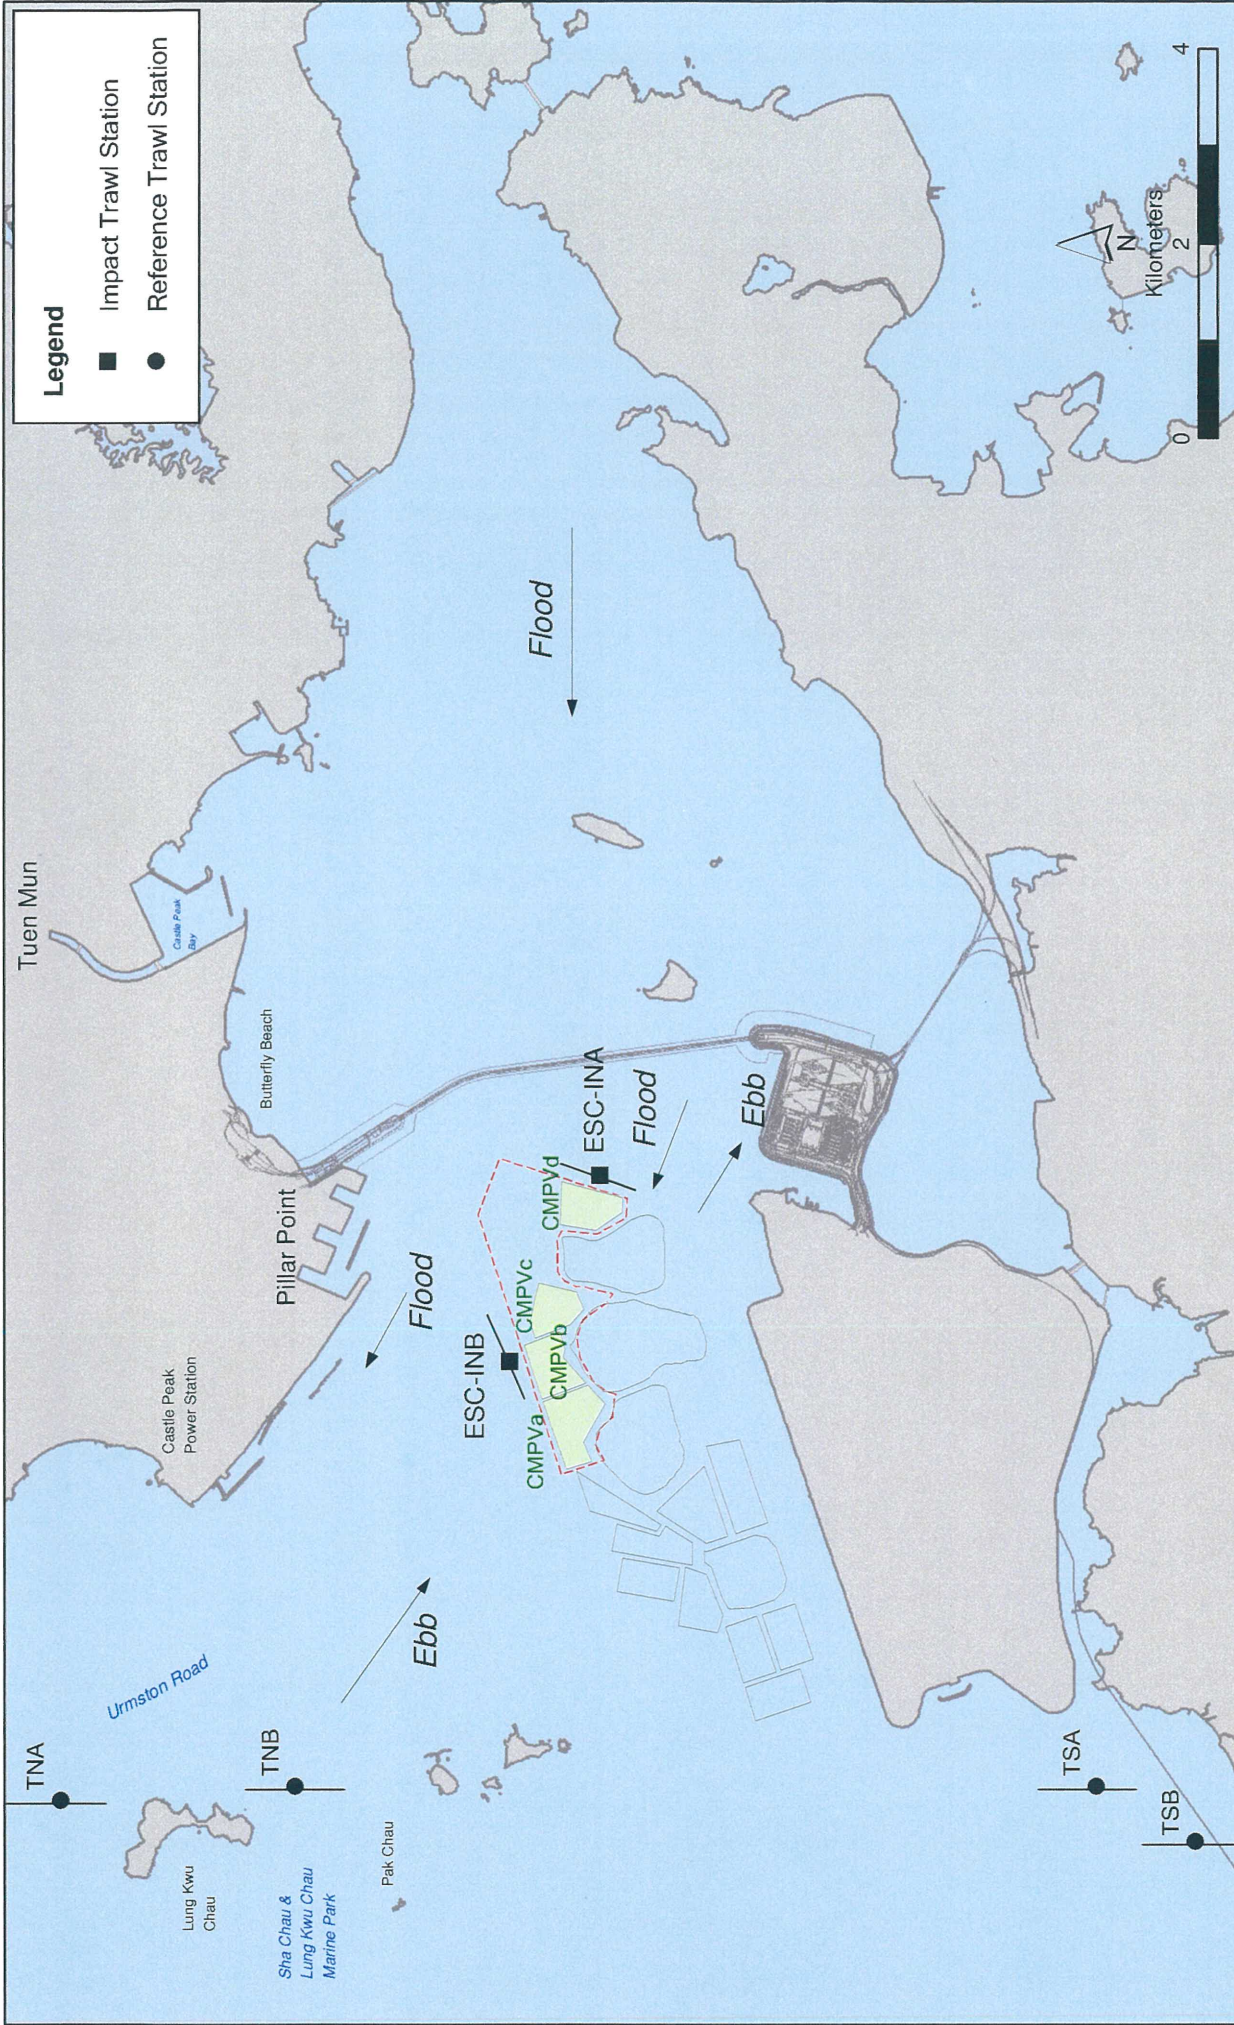 Legend
Impact Trawl Station
Reference Trawl Station
Tuen Mun
Castle Peak
Bay
Butterfly Beach
Pillar Point
Castle Peak
Power Station
Urmston Road
TNA
TNB
Lung Kwu
Chau
Sha Chau &
Lung Kwu Chau
Marine Park
Pak Chau
Ebb
Flood
Flood
ESC-INB
ESC-INA
CMPVa
CMPVb
CMPVc
CMPVd
Flood
Ebb
TSA
TSB
N
Kilometers
0
2
4